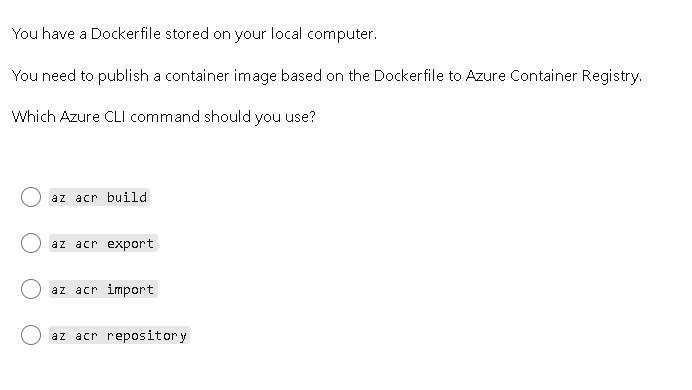 You have a Dockerfile stored on your local computer.
You need to publish a container image based on the Dockerfile to Azure Container Registry.
Which Azure CLI command should you use?
az acr build
az acr export
az acr import
az acr repository